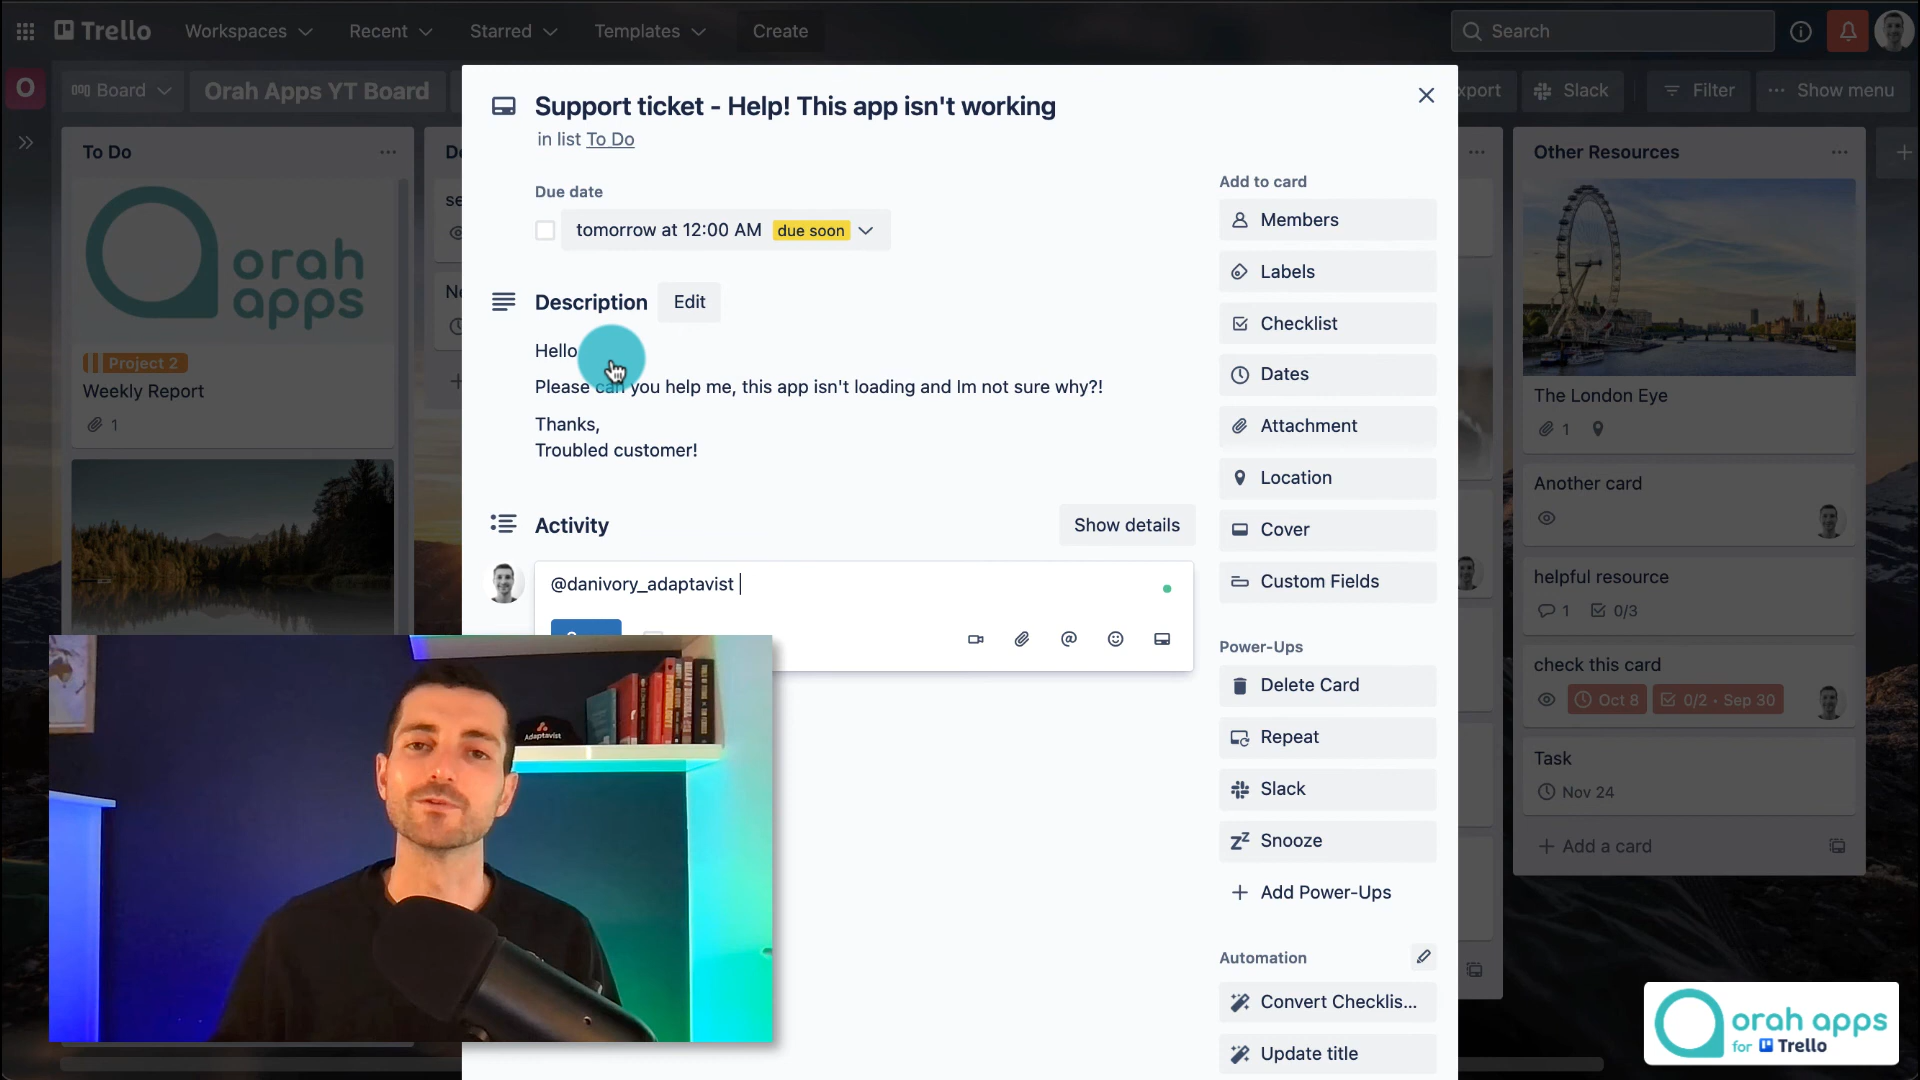 Trello
Workspaces
Recent
Starred
Templates
Create
Search
O
Board
Orah Apps YT Board
Slack
Filter
Show menu
To Do
orah
apps
Project 2
Weekly Report
1
Support ticket - Help! This app isn't working
in list To Do
Due date
tomorrow at 12:00 AM due soon
Description
Edit
Hello
Please can you help me, this app isn't loading and Im not sure why?!
Thanks,
Troubled customer!
Activity
Show details
@danivory_adaptavist
Adaptavist
Add to card
Members
Labels
Checklist
Dates
Attachment
Location
Cover
Custom Fields
Power-Ups
Delete Card
Repeat
Slack
Snooze
Add Power-Ups
Automation
Convert Checklis...
Update title
Other Resources
The London Eye
1
Another card
helpful resource
1 0/3
check this card
Oct 8 0/2 • Sep 30
Task
Nov 24
Add a card
orah apps
for Trello